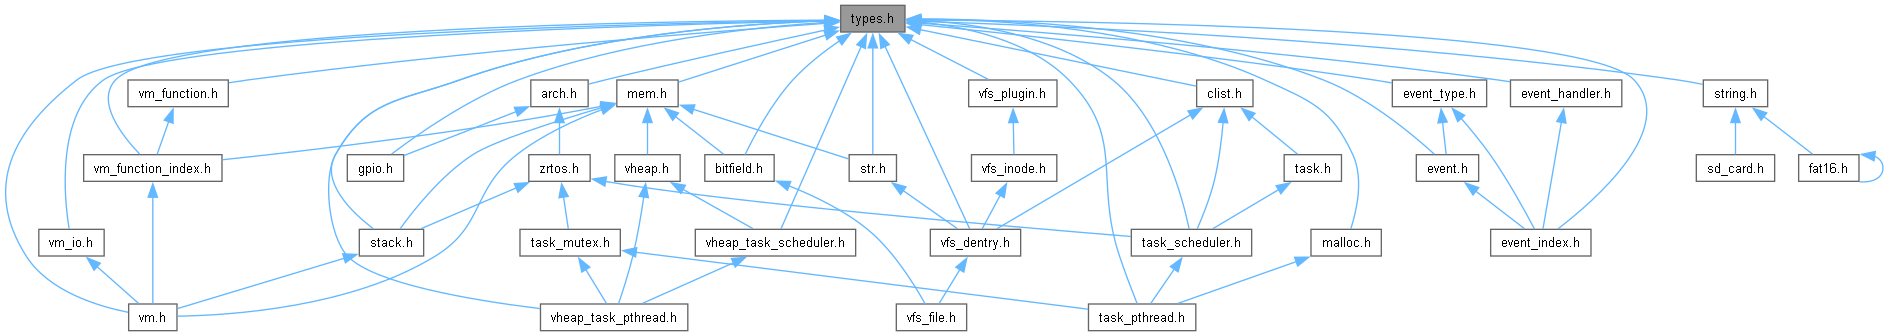 types.h
vm_function.h
arch.h
mem.h
vfs_plugin.h
clist.h
event_type.h
event_handler.h
string.h
vm_function_index.h
gpio.h
zrtos.h
vheap.h
bitfield.h
str.h
vfs_inode.h
task.h
event.h
sd_card.h
fat16.h
vm_io.h
stack.h
task_mutex.h
vheap_task_scheduler.h
vfs_dentry.h
task_scheduler.h
malloc.h
event_index.h
vm.h
vheap_task_pthread.h
vfs_file.h
task_pthread.h